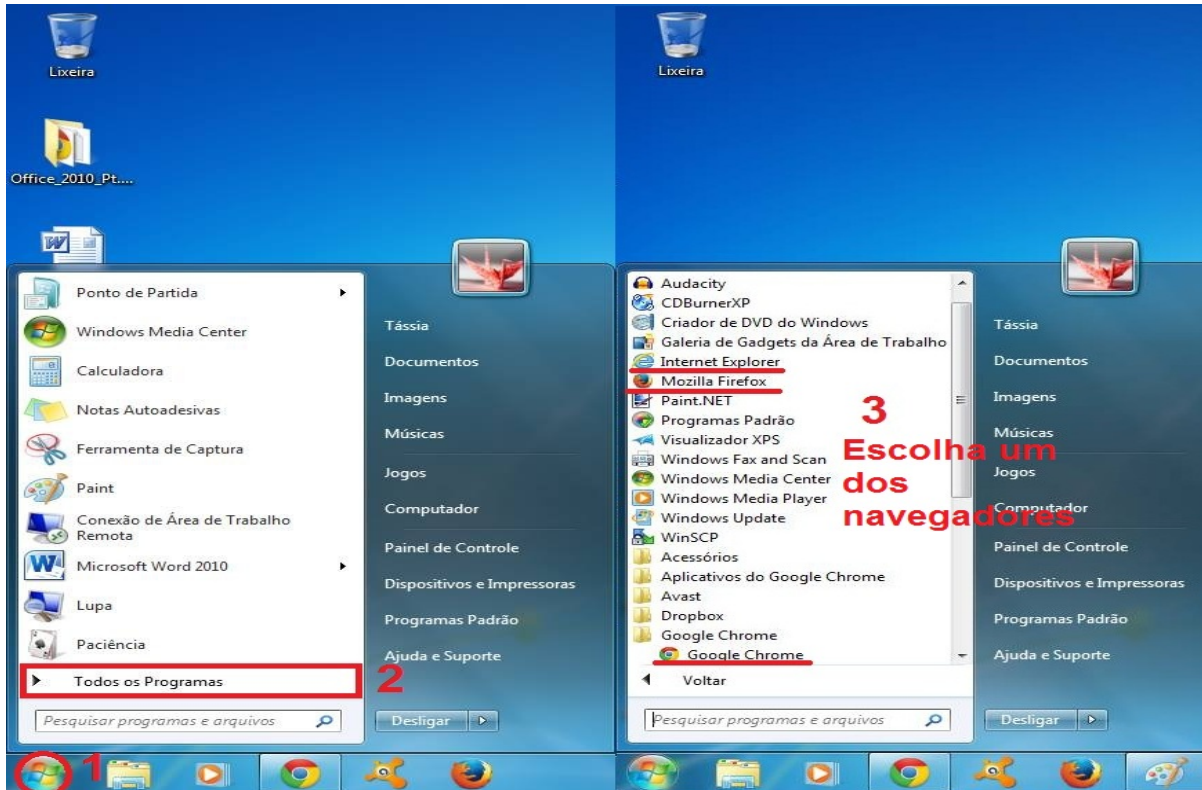 Lixeira
Office_2010_Pt....
Ponto de Partida
Windows Media Center
Calculadora
Notas Autoadesivas
Ferramenta de Captura
Paint
Conexão de Área de Trabalho
Remota
Microsoft Word 2010
Lupa
Paciência
Todos os Programas
Pesquisar programas e arquivos
Tássia
Documentos
Imagens
Músicas
Jogos
Computador
Painel de Controle
Dispositivos e Impressoras
Programas Padrão
Ajuda e Suporte
2
Desligar
1
Lixeira
Audacity
CDBurnerXP
Criador de DVD do Windows
Galeria de Gadgets da Área de Trabalho
Internet Explorer
Mozilla Firefox
Paint.NET
Programas Padrão
Visualizador XPS
Windows Fax and Scan
Windows Media Center
Windows Media Player
Windows Update
WinSCP
Acessórios
Aplicativos do Google Chrome
Avast
Dropbox
Google Chrome
Google Chrome
Voltar
Pesquisar programas e arquivos
3
Escolha um
dos
navegadores
Tássia
Documentos
Imagens
Músicas
Jogos
Computador
Painel de Controle
Dispositivos e Impressoras
Programas Padrão
Ajuda e Suporte
Desligar